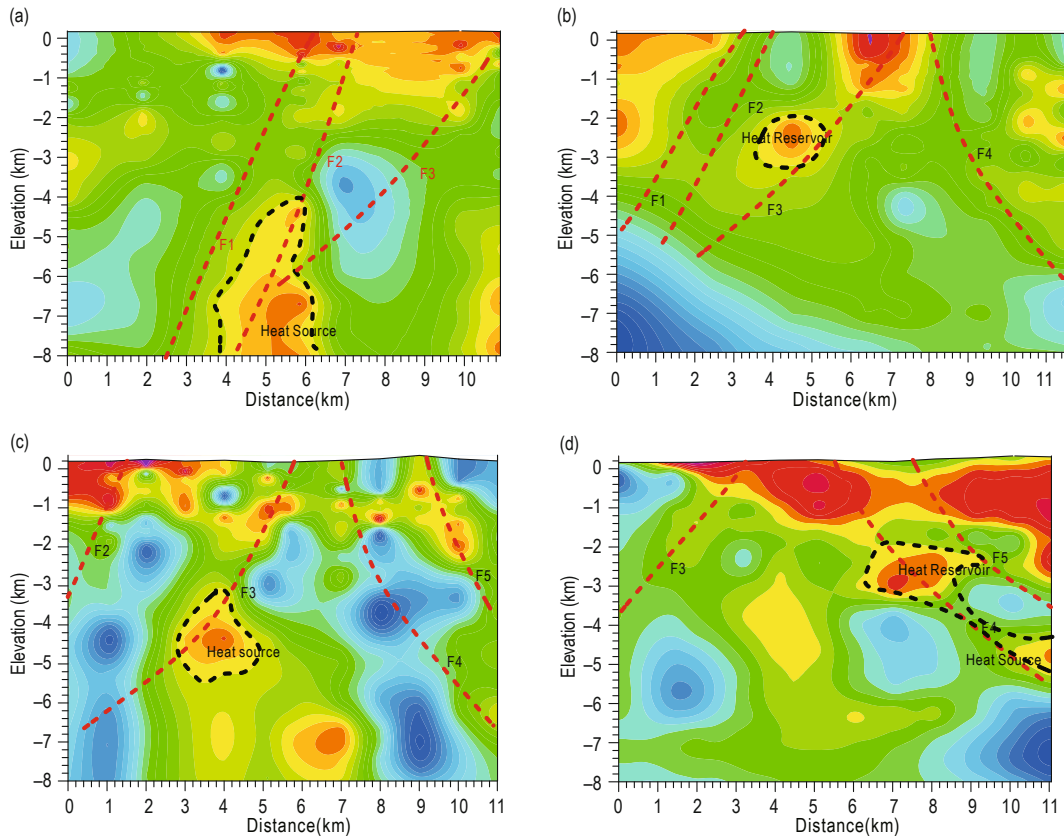 (a)
0
–1
–2
–3
–4
–5
–6
–7
–8
Elevation (km)
F2
F3
F1
Heat Source
0 1 2 3 4 5 6 7 8 9 10
Distance(km)
(b)
0
–1
–2
–3
–4
–5
–6
–7
–8
Elevation (km)
F2
Heat Reservoir
F4
F1
F3
0 1 2 3 4 5 6 7 8 9 10 11
Distance(km)
(c)
0
–1
–2
–3
–4
–5
–6
–7
–8
Elevation (km)
F2
F5
F3
Heat source
F4
0 1 2 3 4 5 6 7 8 9 10 11
Distance(km)
(d)
0
–1
–2
–3
–4
–5
–6
–7
–8
Elevation (km)
F3
F5
Heat Reservoir
F4
Heat Source
0 1 2 3 4 5 6 7 8 9 10 11
Distance(km)